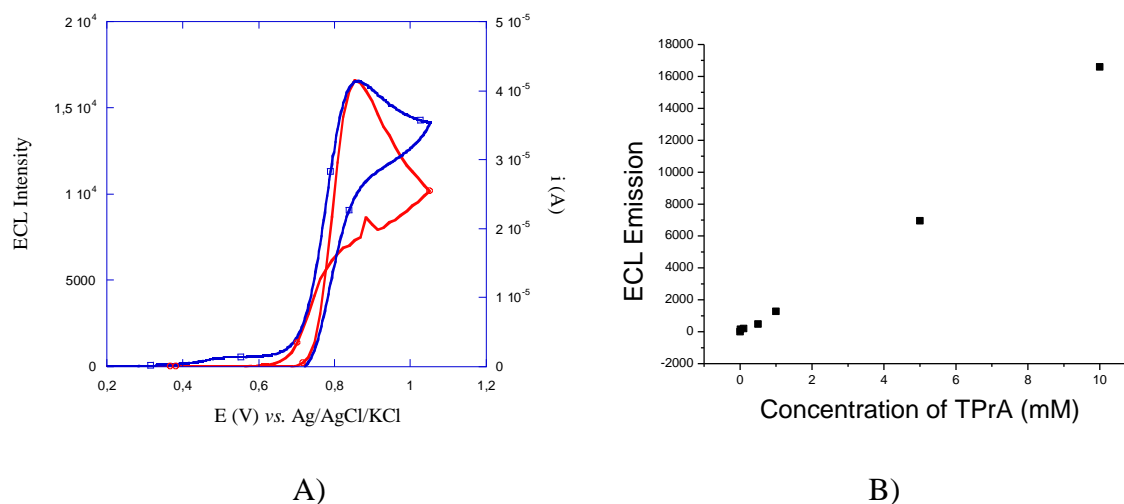 2 10⁴
1,5 10⁴
1 10⁴
5000
0
ECL Intensity
5 10⁻⁵
4 10⁻⁵
3 10⁻⁵
2 10⁻⁵
1 10⁻⁵
0
i (A)
0,2 0,4 0,6 0,8 1 1,2
E (V) vs. Ag/AgCl/KCl
A)
18000
16000
14000
12000
10000
8000
6000
4000
2000
0
-2000
ECL Emission
0 2 4 6 8 10
Concentration of TPrA (mM)
B)